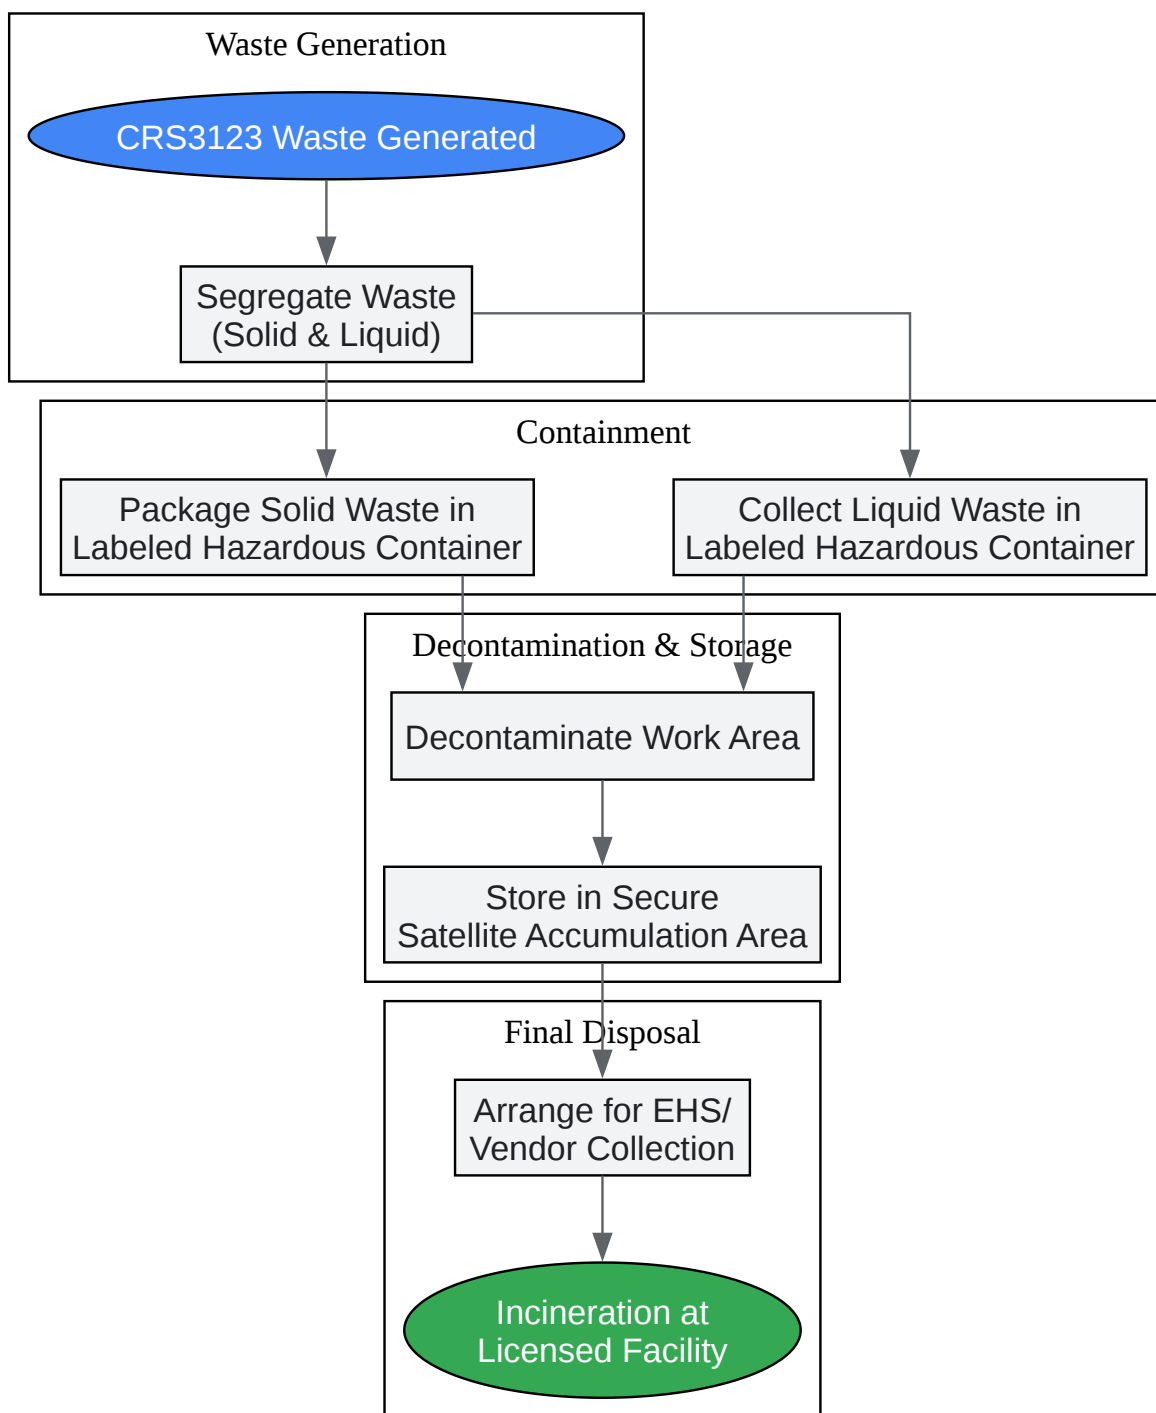 Waste Generation
CRS3123 Waste Generated
Segregate Waste
(Solid & Liquid)
Containment
Package Solid Waste in
Labeled Hazardous Container
Collect Liquid Waste in
Labeled Hazardous Container
Decontamination & Storage
Decontaminate Work Area
Store in Secure
Satellite Accumulation Area
Final Disposal
Arrange for EHS/
Vendor Collection
Incineration at
Licensed Facility